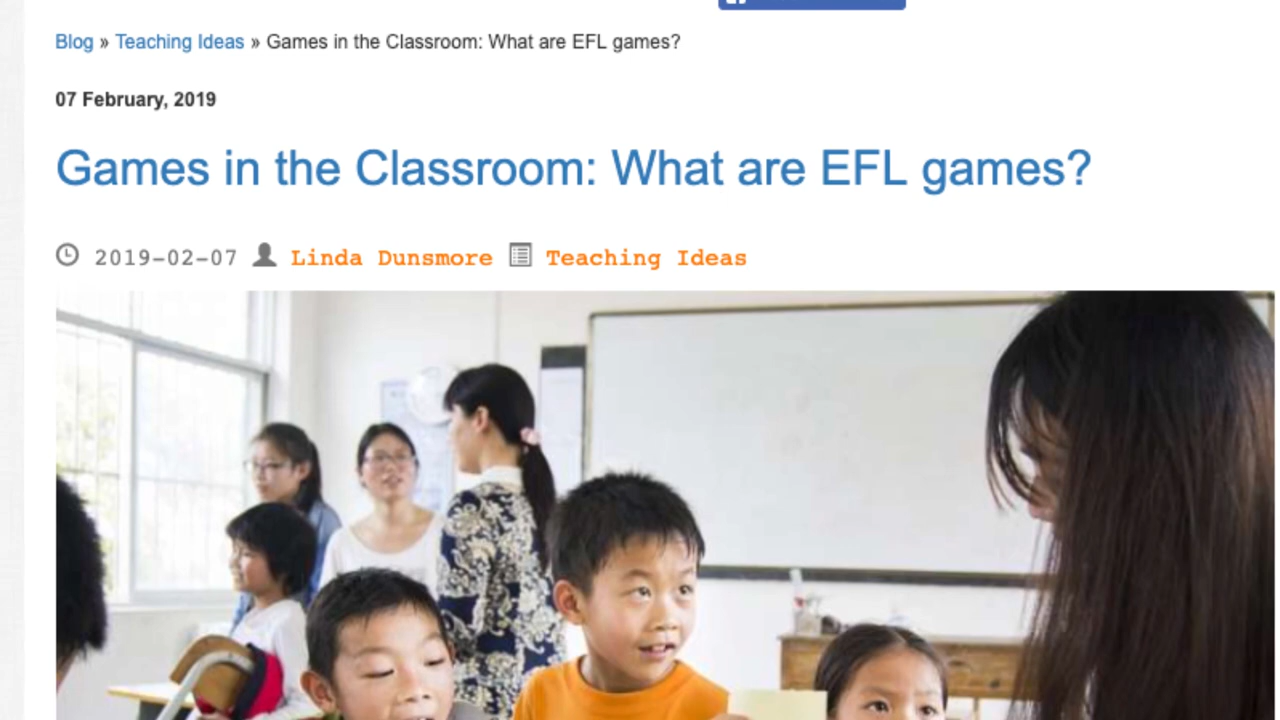 Blog » Teaching Ideas » Games in the Classroom: What are EFL games?
07 February, 2019
Games in the Classroom: What are EFL games?
2019-02-07 Linda Dunsmore Teaching Ideas